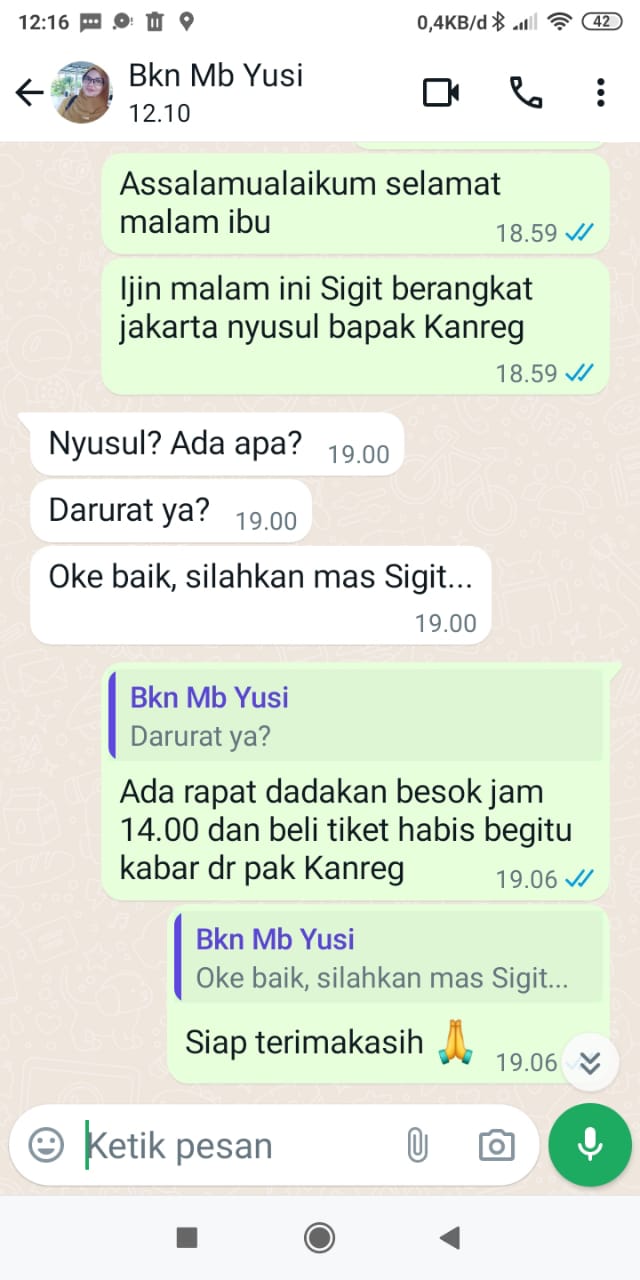 12:16
0,4KB/d
42
Bkn Mb Yusi
12.10
Assalamualaikum selamat
malam ibu
18.59
Ijin malam ini Sigit berangkat
jakarta nyusul bapak Kanreg
18.59
Nyusul? Ada apa?
19.00
Darurat ya?
19.00
Oke baik, silahkan mas Sigit...
19.00
Bkn Mb Yusi
Darurat ya?
Ada rapat dadakan besok jam
14.00 dan beli tiket habis begitu
kabar dr pak Kanreg
19.06
Bkn Mb Yusi
Oke baik, silahkan mas Sigit...
Siap terimakasih 🙏
19.06
Ketik pesan